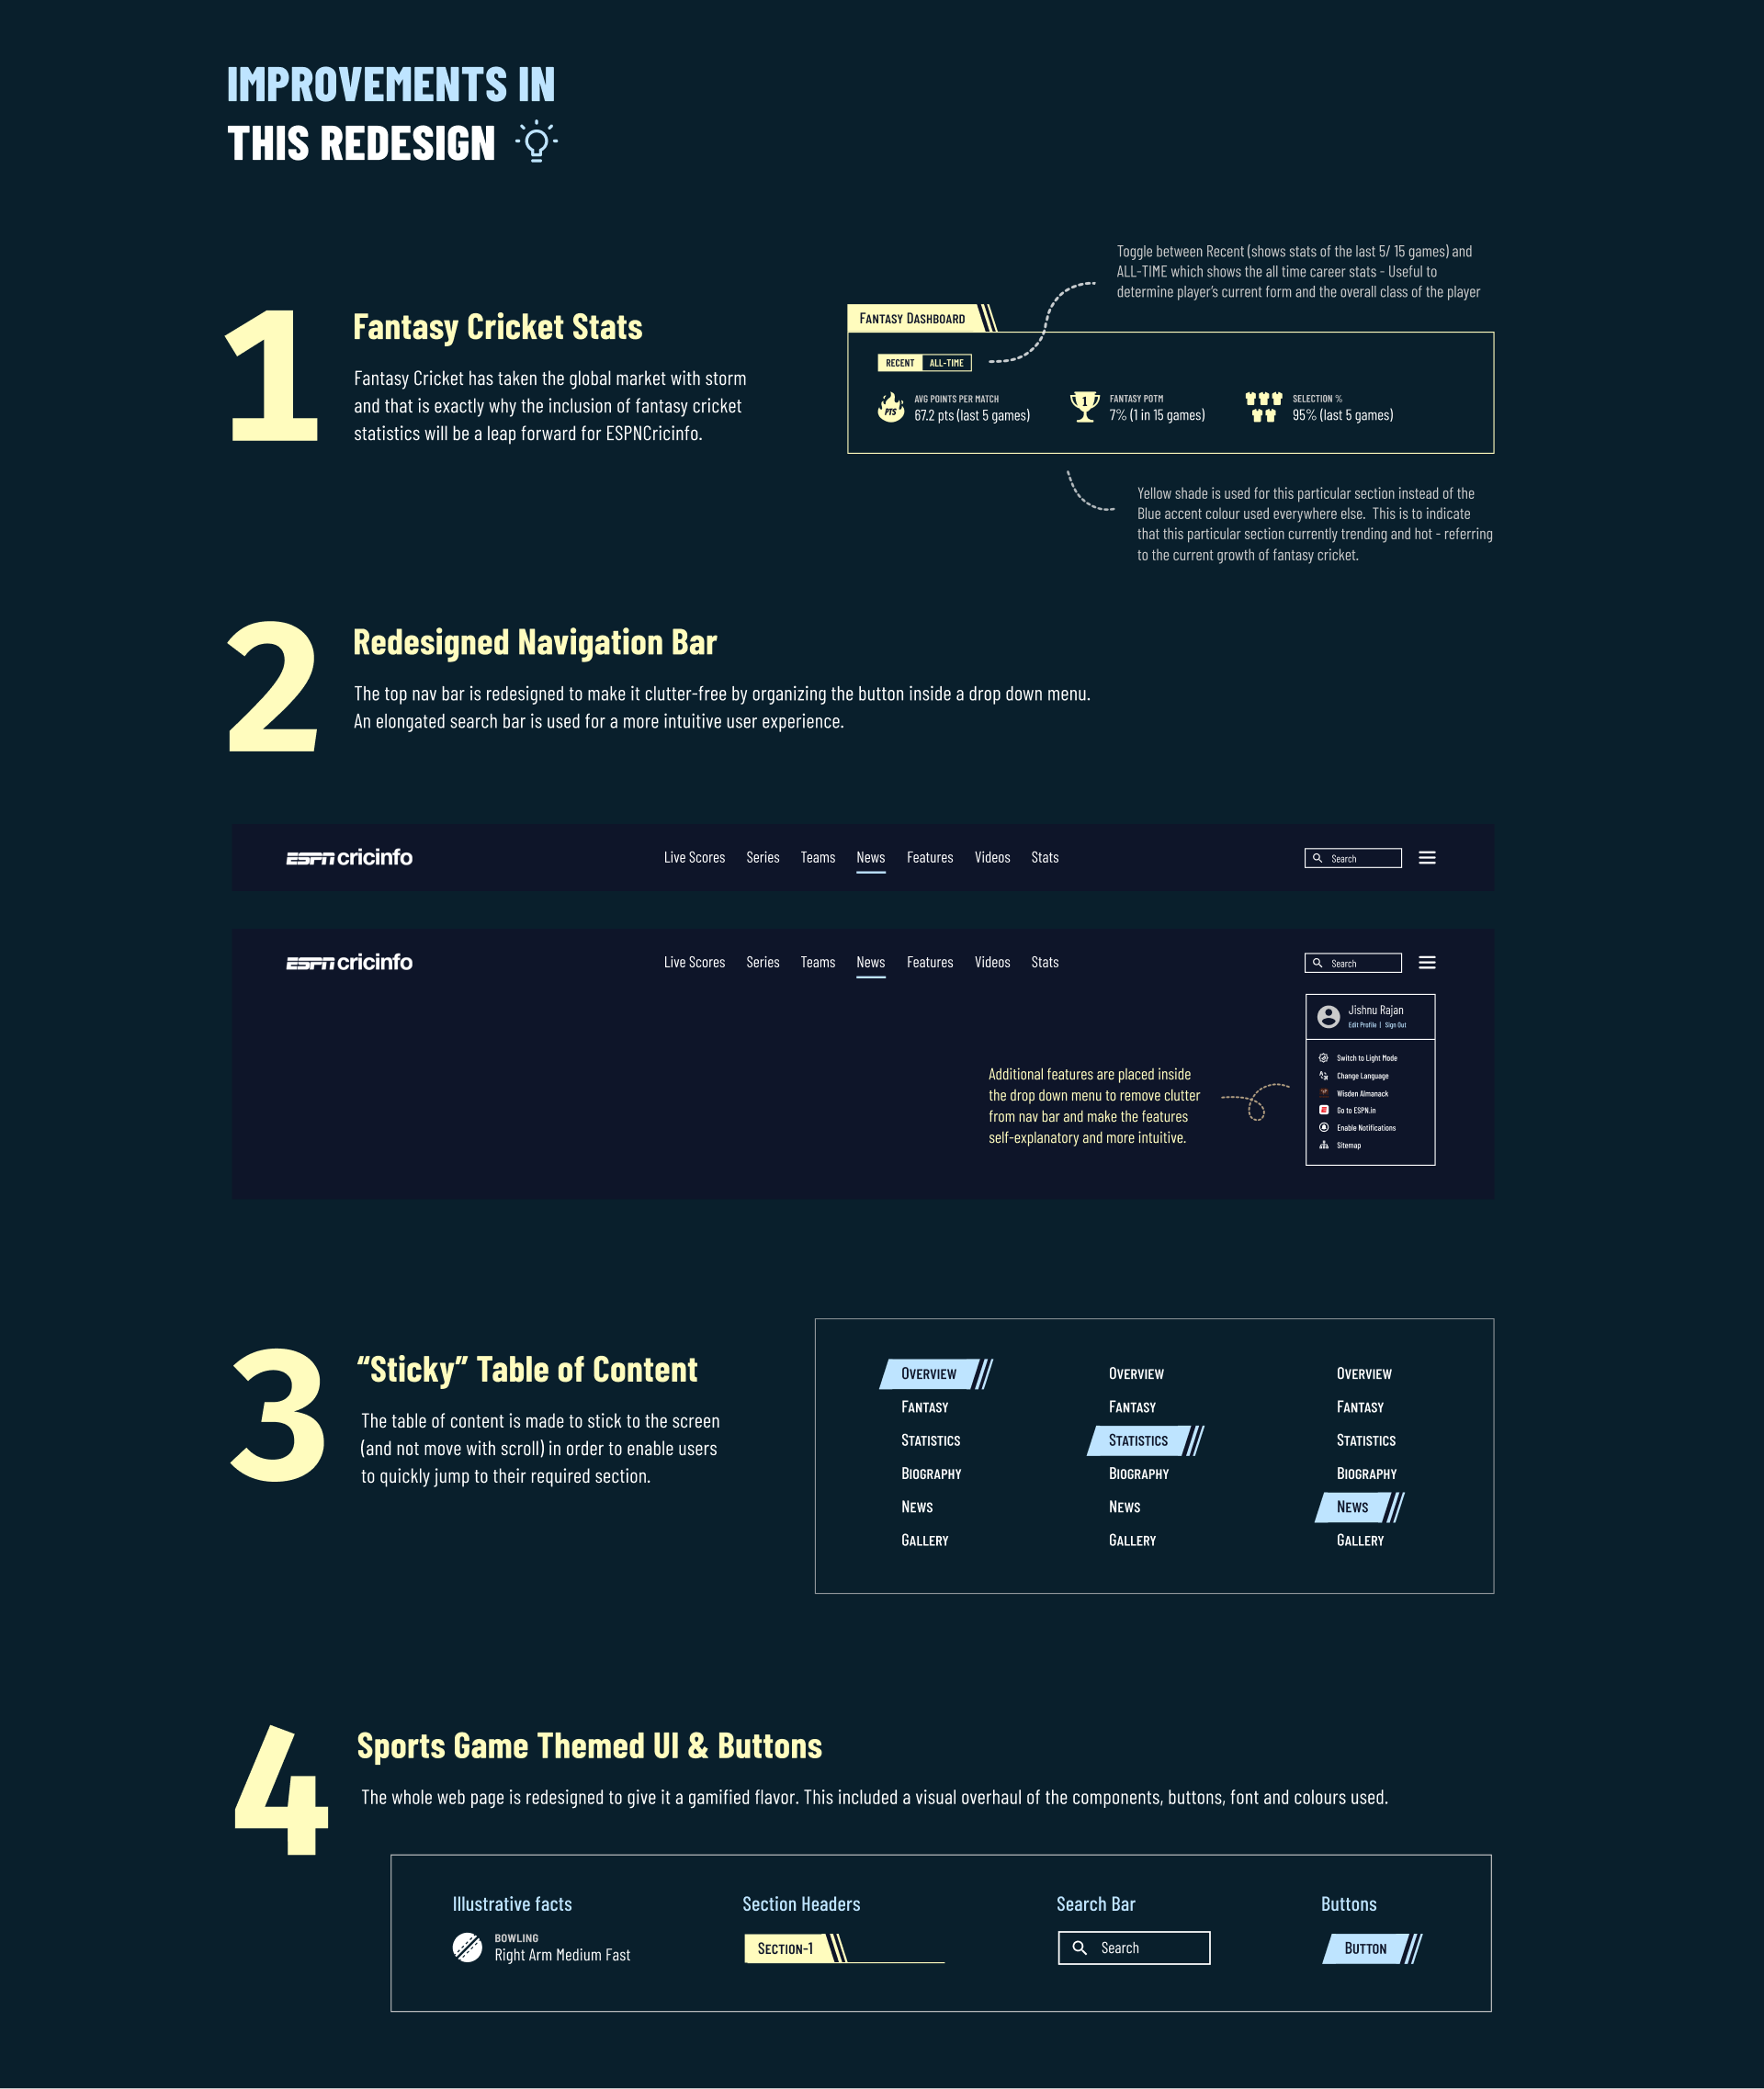 IMPROVEMENTS IN
THIS REDESIGN
1
Fantasy Cricket Stats
Fantasy Cricket has taken the global market with storm
and that is exactly why the inclusion of fantasy cricket
statistics will be a leap forward for ESPNCricinfo.
Toggle between Recent (shows stats of the last 5/ 15 games) and
ALL-TIME which shows the all time career stats - Useful to
determine player's current form and the overall class of the player
FANTASY DASHBOARD
RECENT ALL-TIME
PTS
AVG POINTS PER MATCH
67.2 pts (last 5 games)
1
FANTASY POTM
7% (1 in 15 games)
SELECTION %
95% (last 5 games)
Yellow shade is used for this particular section instead of the
Blue accent colour used everywhere else. This is to indicate
that this particular section currently trending and hot - referring
to the current growth of fantasy cricket.
2
Redesigned Navigation Bar
The top nav bar is redesigned to make it clutter-free by organizing the button inside a drop down menu.
An elongated search bar is used for a more intuitive user experience.
ESPN cricinfo Live Scores Series Teams News Features Videos Stats Search
ESPN cricinfo Live Scores Series Teams News Features Videos Stats Search
Jishnu Rajan
Edit Profile | Sign Out
Switch to Light Mode
Change Language
Wisden Almanack
Go to ESPN.in
Enable Notifications
Sitemap
Additional features are placed inside
the drop down menu to remove clutter
from nav bar and make the features
self-explanatory and more intuitive.
3
“Sticky” Table of Content
The table of content is made to stick to the screen
(and not move with scroll) in order to enable users
to quickly jump to their required section.
OVERVIEW
FANTASY
STATISTICS
BIOGRAPHY
NEWS
GALLERY
OVERVIEW
FANTASY
STATISTICS
BIOGRAPHY
NEWS
GALLERY
OVERVIEW
FANTASY
STATISTICS
BIOGRAPHY
NEWS
GALLERY
4
Sports Game Themed UI & Buttons
The whole web page is redesigned to give it a gamified flavor. This included a visual overhaul of the components, buttons, font and colours used.
Illustrative facts
BOWLING
Right Arm Medium Fast
Section Headers
SECTION-1
Search Bar
Search
Buttons
BUTTON